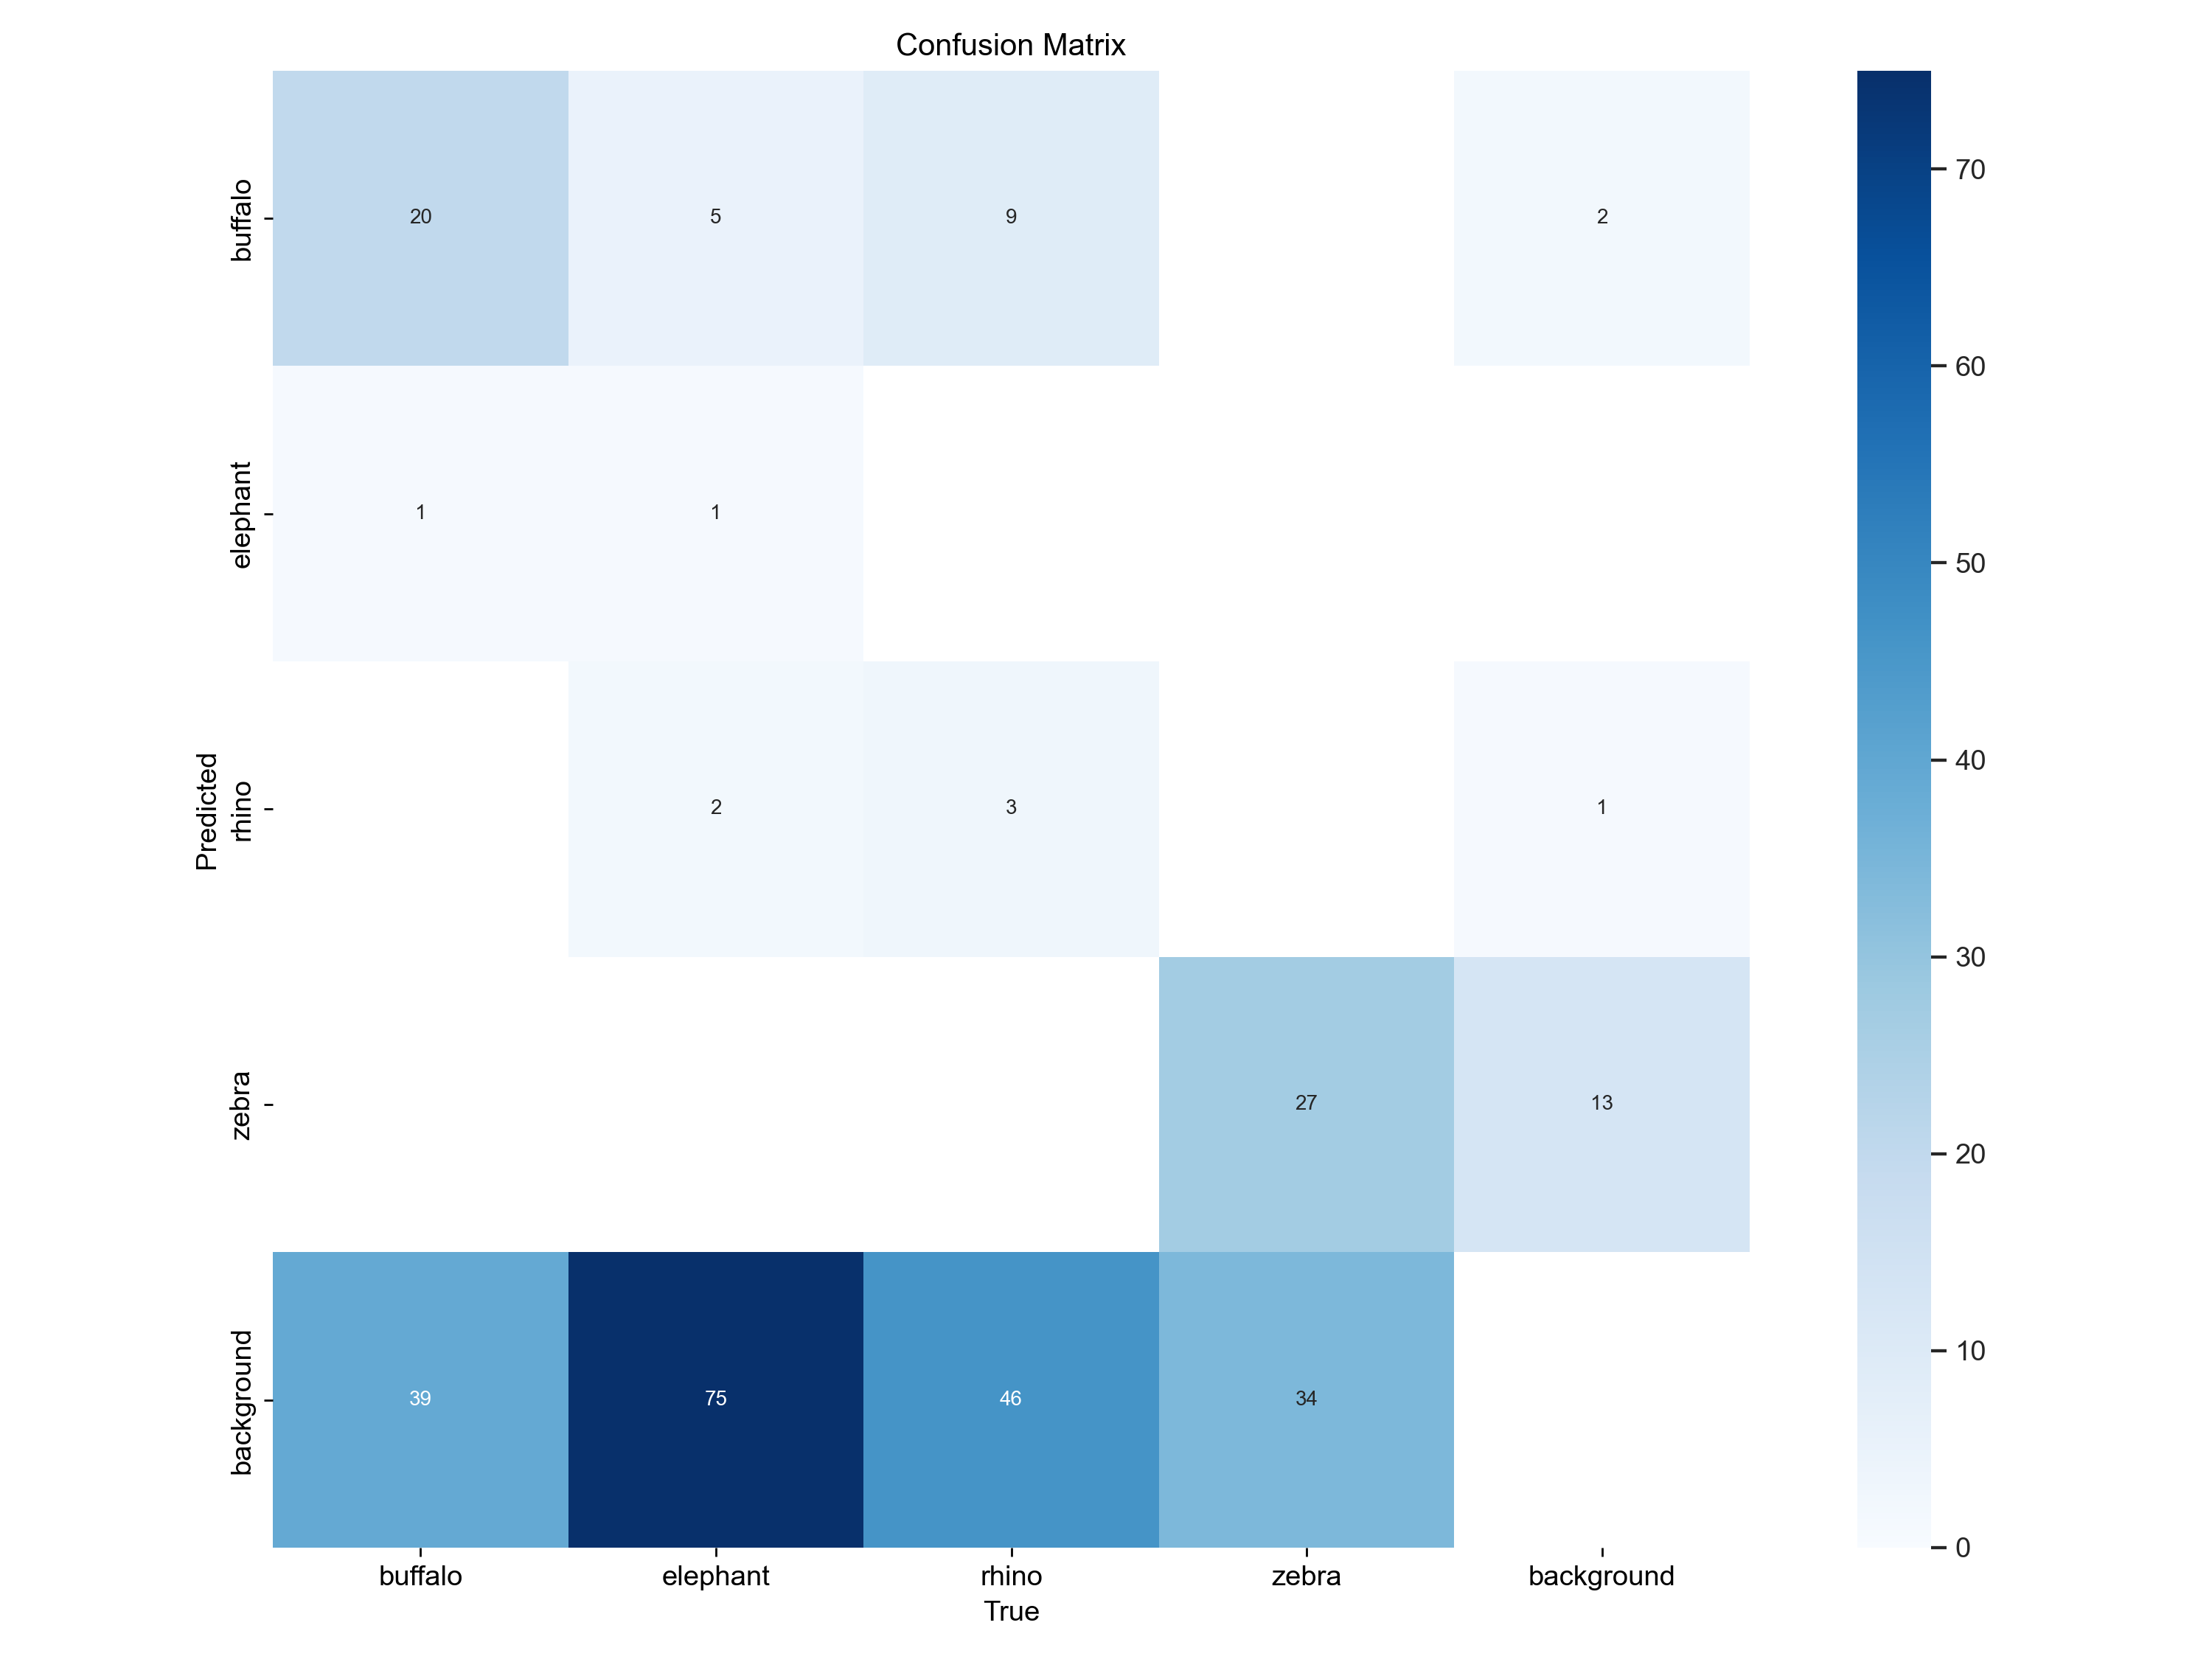 Confusion Matrix
buffalo
20 5 9 2
70
60
elephant
1 1
50
Predicted
rhino
2 3 1
40
30
zebra
27 13
20
10
background
39 75 46 34
0
buffalo elephant rhino zebra background
True